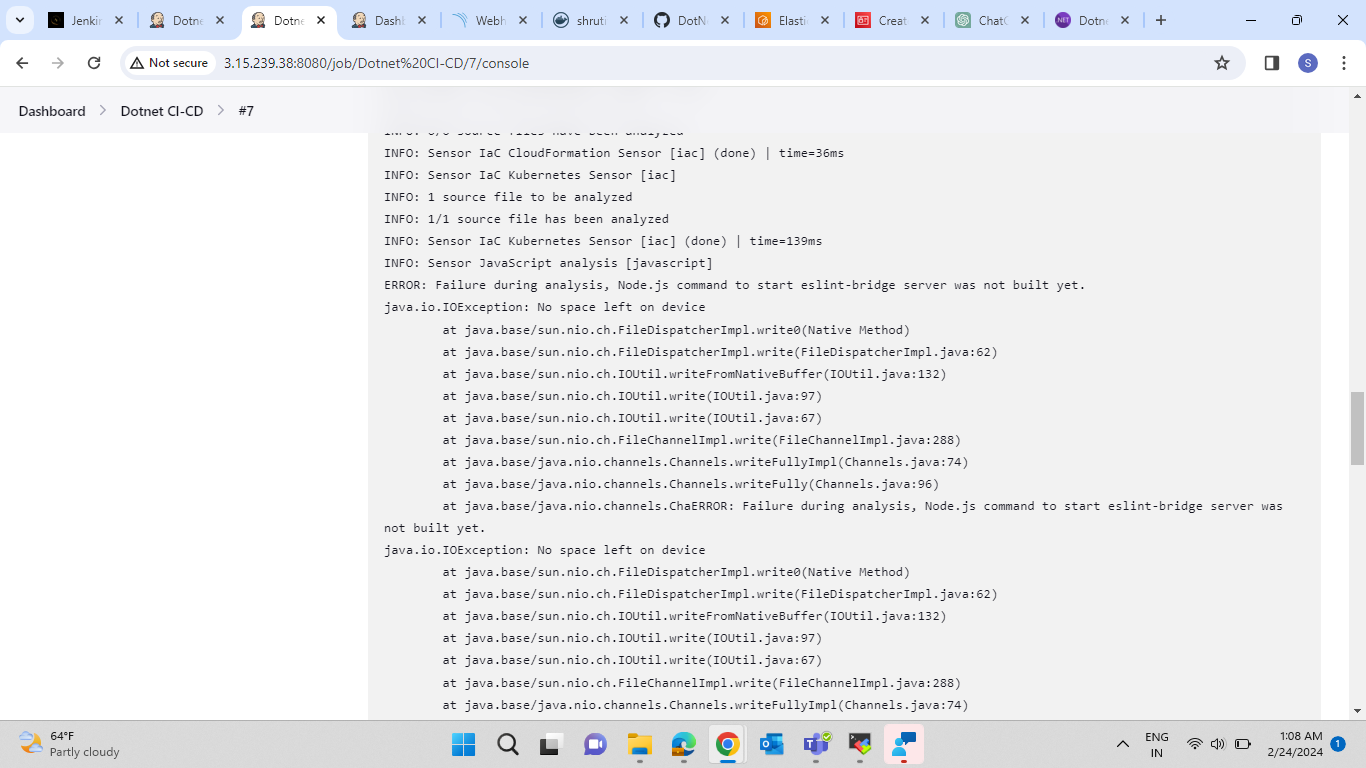 Jenkin
Dotne
Dotne
Dashb
Webh
shruti
DotNe
Elastic
Create
ChatG
Dotne
Not secure
3.15.239.38:8080/job/Dotnet%20CI-CD/7/console
S
Dashboard
Dotnet CI-CD
#7
INFO: Sensor IaC CloudFormation Sensor [iac] (done) | time=36ms
INFO: Sensor IaC Kubernetes Sensor [iac]
INFO: 1 source file to be analyzed
INFO: 1/1 source file has been analyzed
INFO: Sensor IaC Kubernetes Sensor [iac] (done) | time=139ms
INFO: Sensor JavaScript analysis [javascript]
ERROR: Failure during analysis, Node.js command to start eslint-bridge server was not built yet.
java.io.IOException: No space left on device
at java.base/sun.nio.ch.FileDispatcherImpl.write0(Native Method)
at java.base/sun.nio.ch.FileDispatcherImpl.write(FileDispatcherImpl.java:62)
at java.base/sun.nio.ch.IOUtil.writeFromNativeBuffer(IOUtil.java:132)
at java.base/sun.nio.ch.IOUtil.write(IOUtil.java:97)
at java.base/sun.nio.ch.IOUtil.write(IOUtil.java:67)
at java.base/sun.nio.ch.FileChannelImpl.write(FileChannelImpl.java:288)
at java.base/java.nio.channels.Channels.writeFullyImpl(Channels.java:74)
at java.base/java.nio.channels.Channels.writeFully(Channels.java:96)
at java.base/java.nio.channels.ChaERROR: Failure during analysis, Node.js command to start eslint-bridge server was
not built yet.
java.io.IOException: No space left on device
at java.base/sun.nio.ch.FileDispatcherImpl.write0(Native Method)
at java.base/sun.nio.ch.FileDispatcherImpl.write(FileDispatcherImpl.java:62)
at java.base/sun.nio.ch.IOUtil.writeFromNativeBuffer(IOUtil.java:132)
at java.base/sun.nio.ch.IOUtil.write(IOUtil.java:97)
at java.base/sun.nio.ch.IOUtil.write(IOUtil.java:67)
at java.base/sun.nio.ch.FileChannelImpl.write(FileChannelImpl.java:288)
at java.base/java.nio.channels.Channels.writeFullyImpl(Channels.java:74)
64°F
Partly cloudy
ENG
IN
1:08 AM
2/24/2024
1